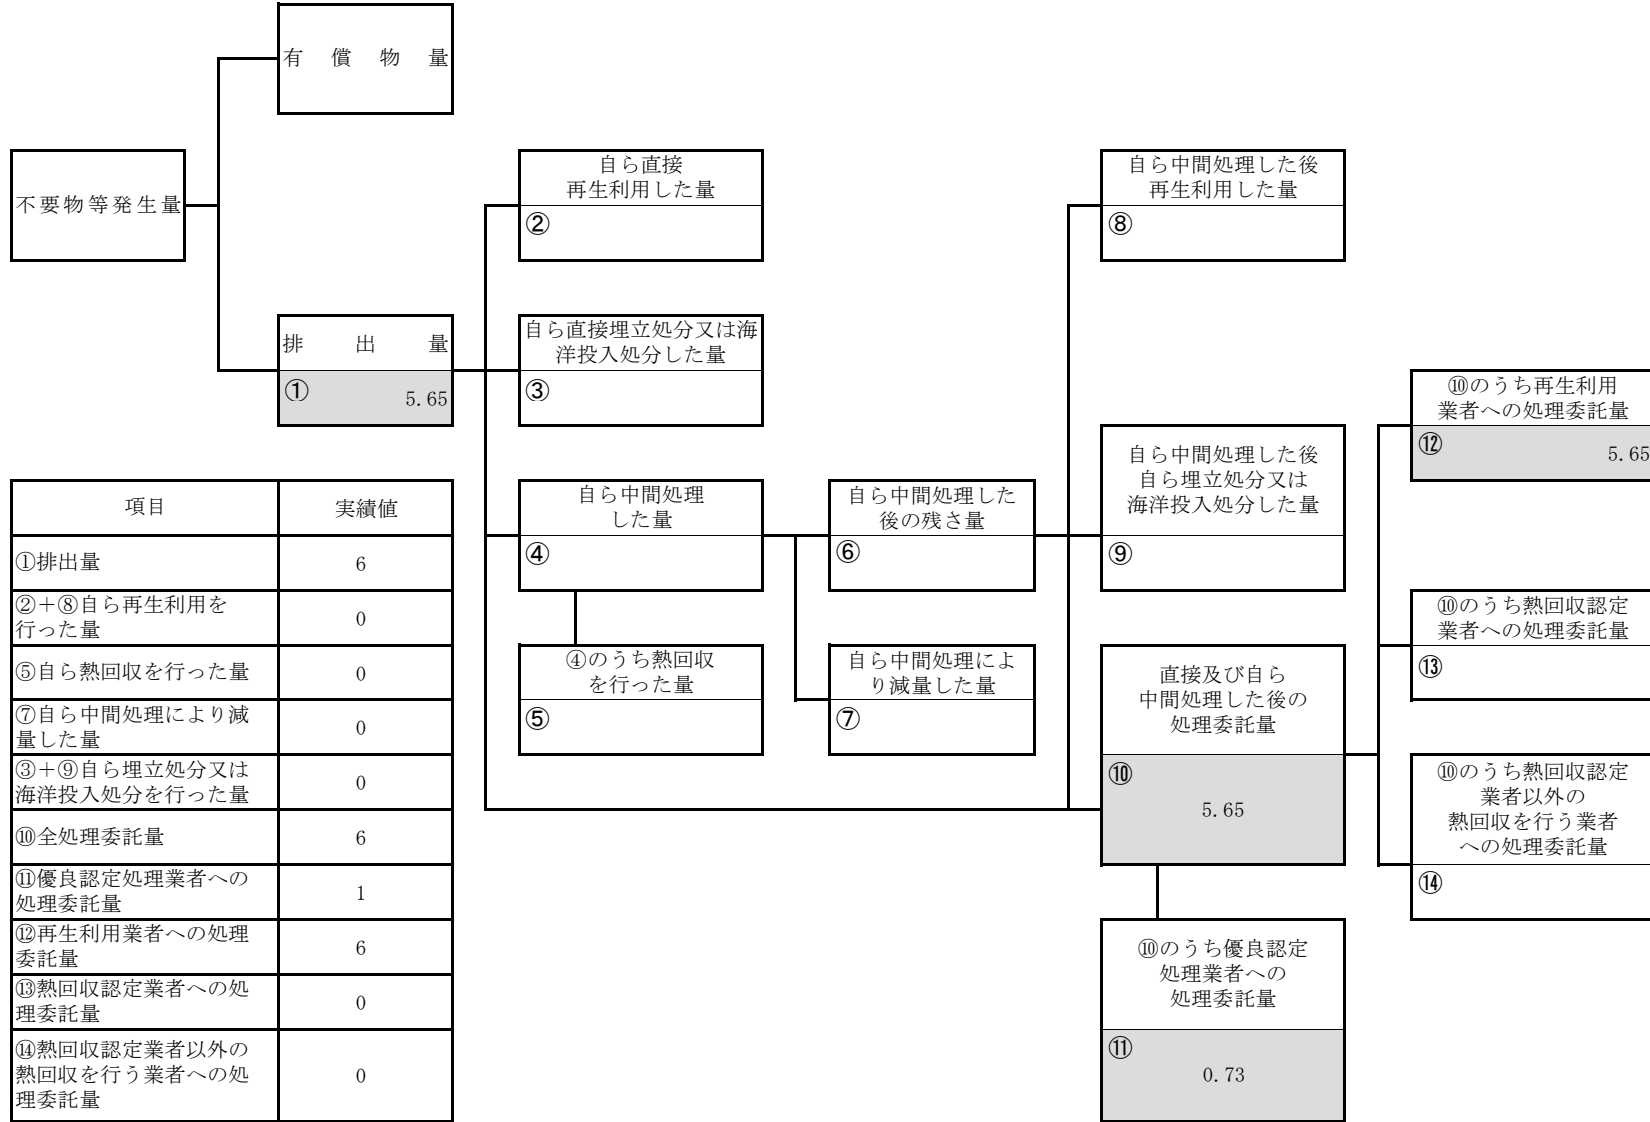 有償物量
不要物等発生量
自ら直接
再生利用した量
②
自ら中間処理した後
再生利用した量
⑧
排出量
①
5.65
自ら直接埋立処分又は海
洋投入処分した量
③
⑩のうち再生利用
業者への処理委託量
⑫
5.65
自ら中間処理した後
自ら埋立処分又は
海洋投入処分した量
⑨
自ら中間処理
した量
④
自ら中間処理した
後の残さ量
⑥
⑩のうち熱回収認定
業者への処理委託量
⑬
④のうち熱回収
を行った量
⑤
自ら中間処理によ
り減量した量
⑦
直接及び自ら
中間処理した後の
処理委託量
⑩
5.65
⑩のうち熱回収認定
業者以外の
熱回収を行う業者
への処理委託量
⑭
⑩のうち優良認定
処理業者への
処理委託量
⑪
0.73
項目 実績値
①排出量 6
②+⑧自ら再生利用を
行った量 0
⑤自ら熱回収を行った量 0
⑦自ら中間処理により減
量した量 0
③+⑨自ら埋立処分又は
海洋投入処分を行った量 0
⑩全処理委託量 6
⑪優良認定処理業者への
処理委託量 1
⑫再生利用業者への処理
委託量 6
⑬熱回収認定業者への処
理委託量 0
⑭熱回収認定業者以外の
熱回収を行う業者への処
理委託量 0